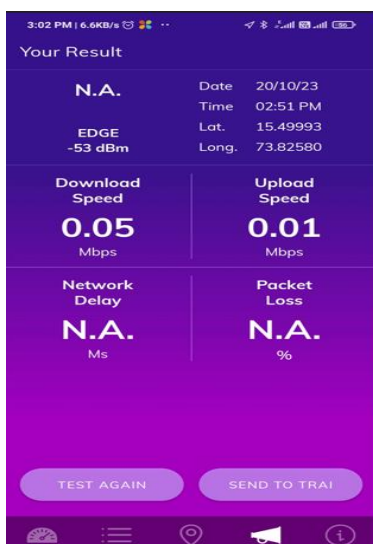 3:02 PM | 6.6KB/s
56
Your Result
N.A.
EDGE
-53 dBm
Date 20/10/23
Time 02:51 PM
Lat. 15.49993
Long. 73.82580
Download
Speed
0.05
Mbps
Upload
Speed
0.01
Mbps
Network
Delay
N.A.
Ms
Packet
Loss
N.A.
%
TEST AGAIN
SEND TO TRAI